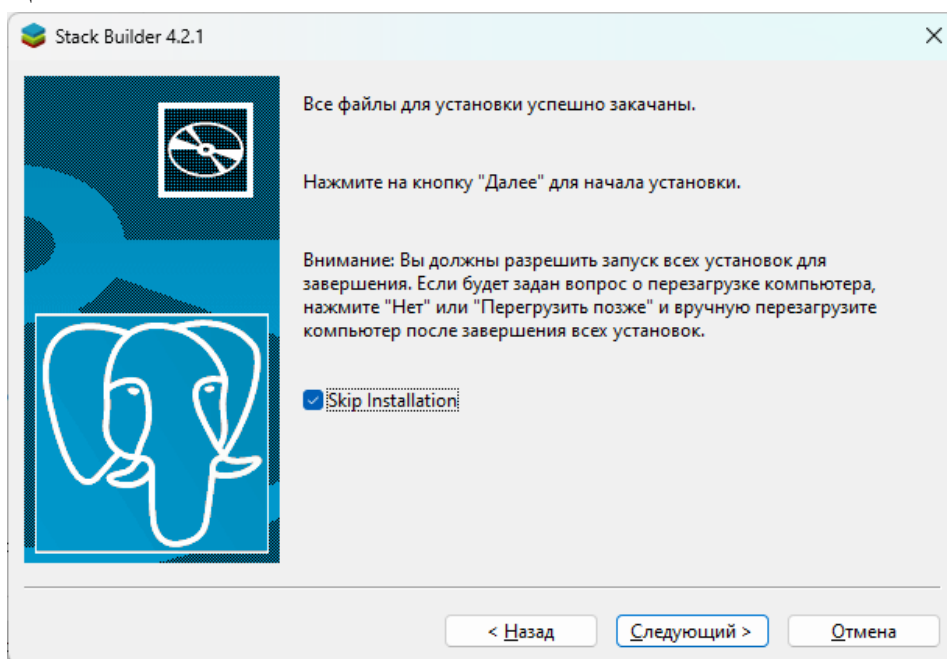 Stack Builder 4.2.1
Все файлы для установки успешно закачаны.
Нажмите на кнопку "Далее" для начала установки.
Внимание: Вы должны разрешить запуск всех установок для
завершения. Если будет задан вопрос о перезагрузке компьютера,
нажмите "Нет" или "Перегрузить позже" и вручную перезагрузите
компьютер после завершения всех установок.
Skip Installation
< Назад
Следующий >
Отмена